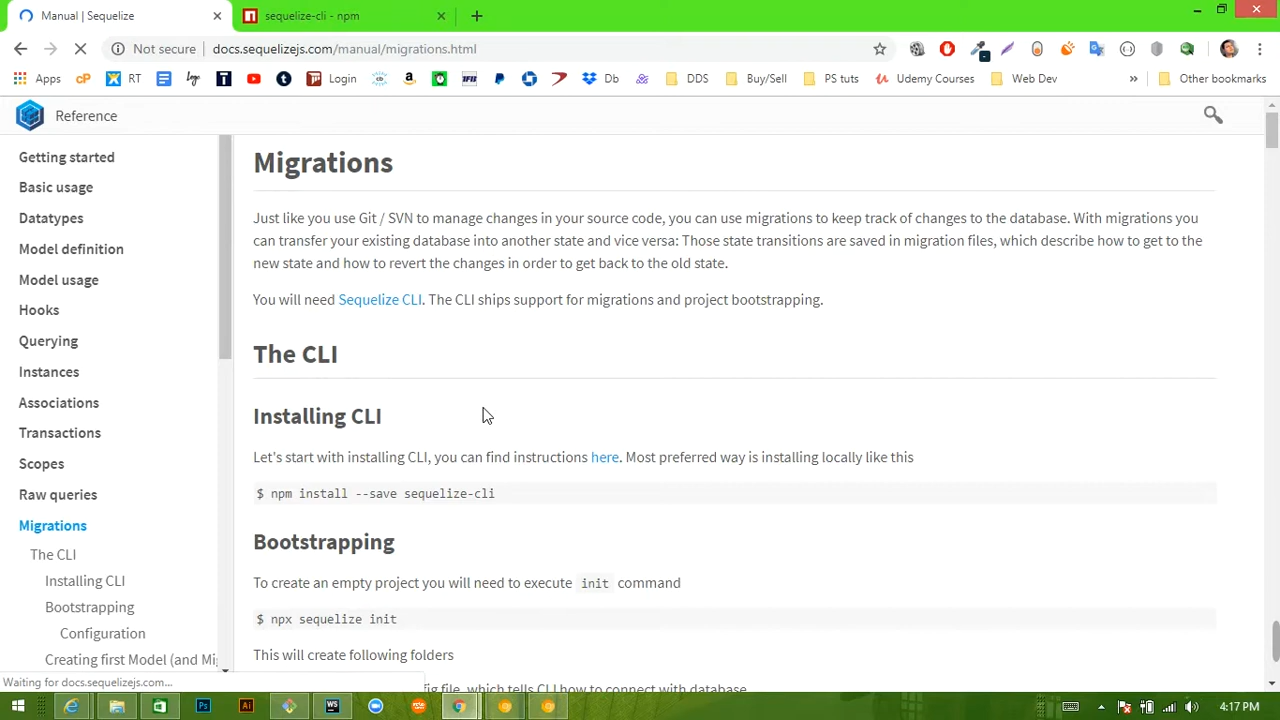 Manual | Sequelize
sequelize-cli - npm
Not secure
docs.sequelizejs.com/manual/migrations.html
Apps
RT
Login
Db
DDS
Buy/Sell
PS tuts
Udemy Courses
Web Dev
»
Other bookmarks
Reference
Getting started
Basic usage
Datatypes
Model definition
Model usage
Hooks
Querying
Instances
Associations
Transactions
Scopes
Raw queries
Migrations
The CLI
Installing CLI
Bootstrapping
Configuration
Creating first Model (and Mi
Migrations
Just like you use Git / SVN to manage changes in your source code, you can use migrations to keep track of changes to the database. With migrations you
can transfer your existing database into another state and vice versa: Those state transitions are saved in migration files, which describe how to get to the
new state and how to revert the changes in order to get back to the old state.
You will need Sequelize CLI. The CLI ships support for migrations and project bootstrapping.
The CLI
Installing CLI
Let's start with installing CLI, you can find instructions here. Most preferred way is installing locally like this
$ npm install --save sequelize-cli
Bootstrapping
To create an empty project you will need to execute init command
$ npx sequelize init
This will create following folders
fig file, which tells CLI how to connect with database
Waiting for docs.sequelizejs.com...
4:17 PM